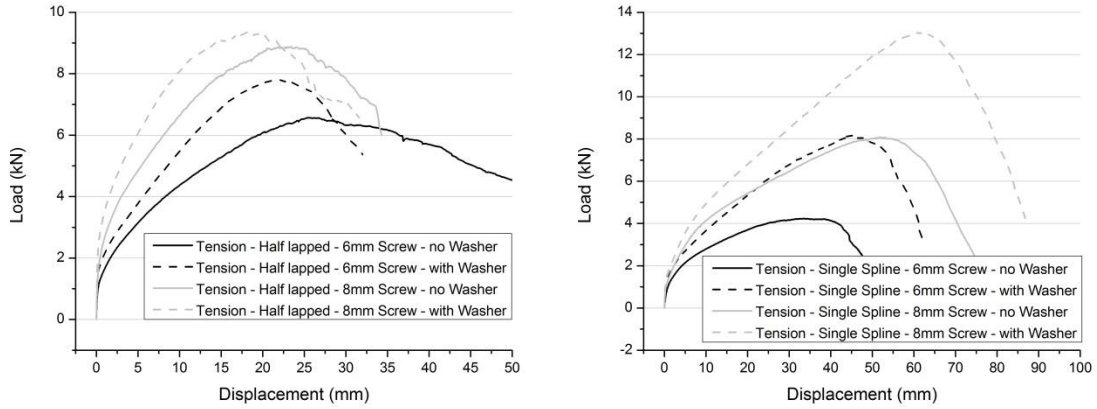 10
8
6
4
2
0
Load (kN)
Tension - Half lapped - 6mm Screw - no Washer
Tension - Half lapped - 6mm Screw - with Washer
Tension - Half lapped - 8mm Screw - no Washer
Tension - Half lapped - 8mm Screw - with Washer
0 5 10 15 20 25 30 35 40 45 50
Displacement (mm)
14
12
10
8
6
4
2
0
-2
Load (kN)
Tension - Single Spline - 6mm Screw - no Washer
Tension - Single Spline - 6mm Screw - with Washer
Tension - Single Spline - 8mm Screw - no Washer
Tension - Single Spline - 8mm Screw - with Washer
0 10 20 30 40 50 60 70 80 90 100
Displacement (mm)